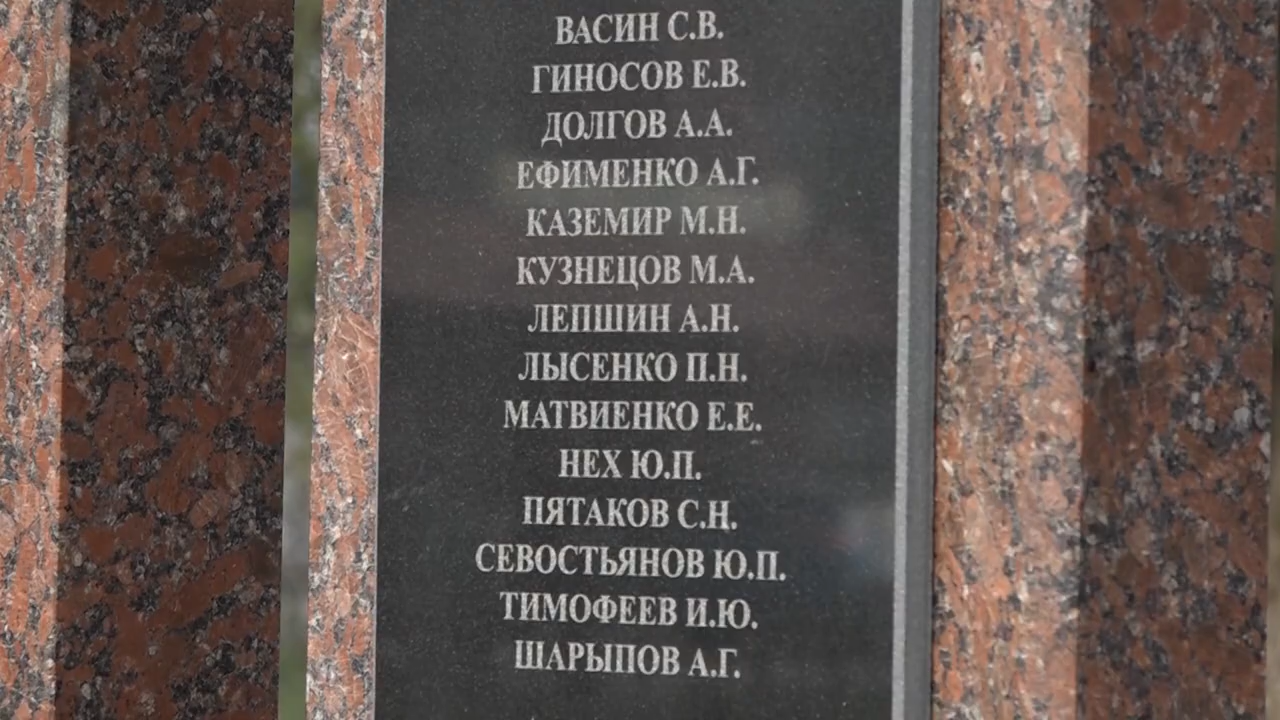 ВАСИН С.В.
ГИНОСОВ Е.В.
ДОЛГОВ А.А.
ЕФИМЕНКО А.Г.
КАЗЕМИР М.Н.
КУЗНЕЦОВ М.А.
ЛЕПШИН А.Н.
ЛЫСЕНКО П.Н.
МАТВИЕНКО Е.Е.
НЕХ Ю.П.
ПЯТАКОВ С.Н.
СЕВОСТЬЯНОВ Ю.П.
ТИМОФЕЕВ И.Ю.
ШАРЫПОВ А.Г.